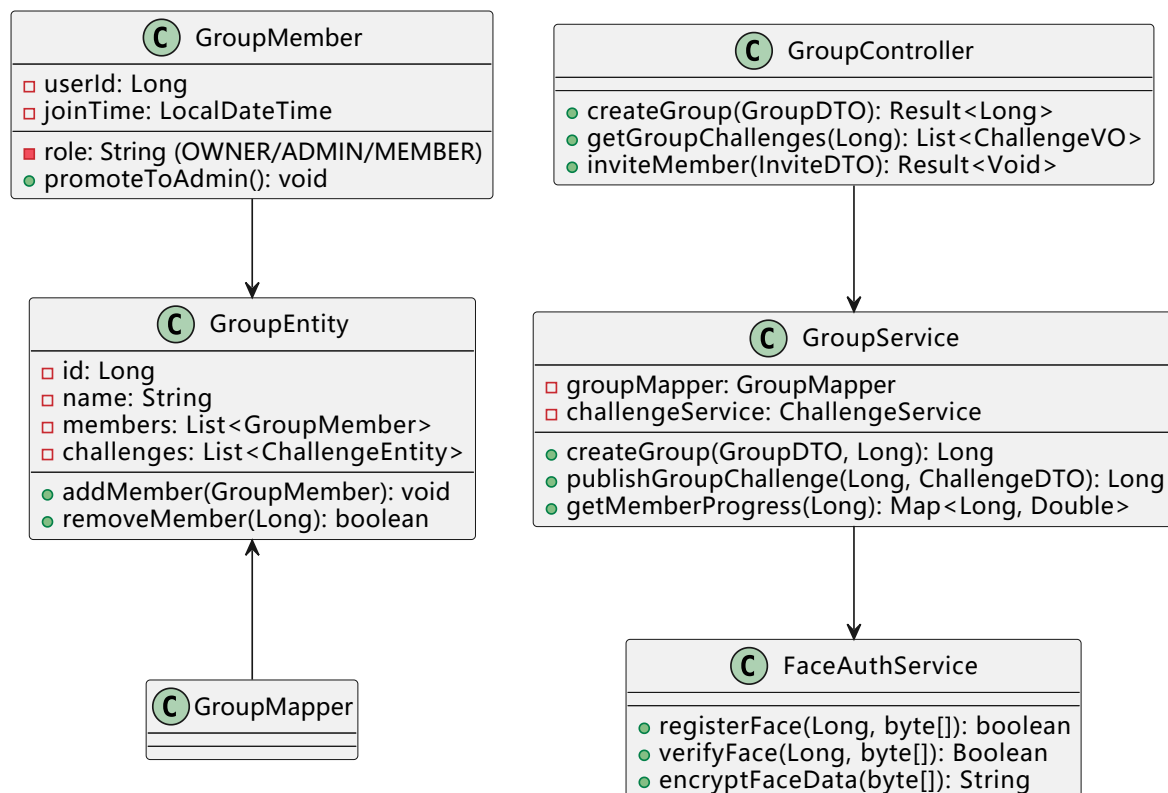 C GroupMember
userId: Long
joinTime: LocalDateTime
role: String (OWNER/ADMIN/MEMBER)
promoteToAdmin(): void
C GroupController
createGroup(GroupDTO): Result<Long>
getGroupChallenges(Long): List<ChallengeVO>
inviteMember(InviteDTO): Result<Void>
C GroupEntity
id: Long
name: String
members: List<GroupMember>
challenges: List<ChallengeEntity>
addMember(GroupMember): void
removeMember(Long): boolean
C GroupService
groupMapper: GroupMapper
challengeService: ChallengeService
createGroup(GroupDTO, Long): Long
publishGroupChallenge(Long, ChallengeDTO): Long
getMemberProgress(Long): Map<Long, Double>
C GroupMapper
C FaceAuthService
registerFace(Long, byte[]): boolean
verifyFace(Long, byte[]): Boolean
encryptFaceData(byte[]): String